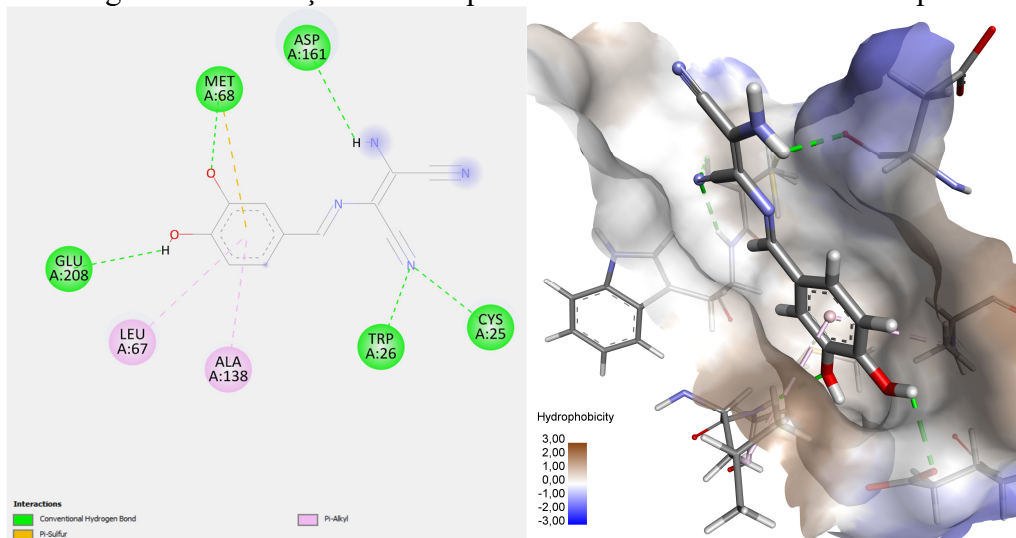 ASP
A:161
MET
A:68
H N
N
O
N
O
H
N
GLU
A:208
LEU
A:67
ALA
A:138
TRP
A:26
CYS
A:25
Interactions
Conventional Hydrogen Bond
Pi-Sulfur
Pi-Alkyl
Hydrophobicity
3,00
2,00
1,00
0,00
-1,00
-2,00
-3,00